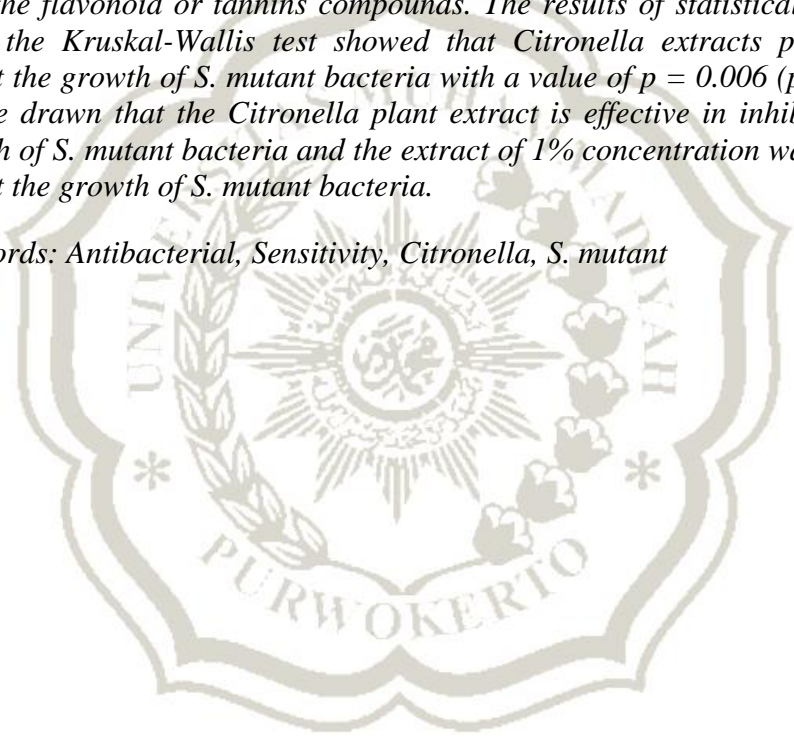 he flavonoid or tannins compounds. The results of statistical
the Kruskal-Wallis test showed that Citronella extracts p
t the growth of S. mutant bacteria with a value of p = 0.006 (p
e drawn that the Citronella plant extract is effective in inhib
h of S. mutant bacteria and the extract of 1% concentration wa
t the growth of S. mutant bacteria.
ords: Antibacterial, Sensitivity, Citronella, S. mutant
UNIVERSITAS MUHAMMADIYAH
* *
PURWOKERTO